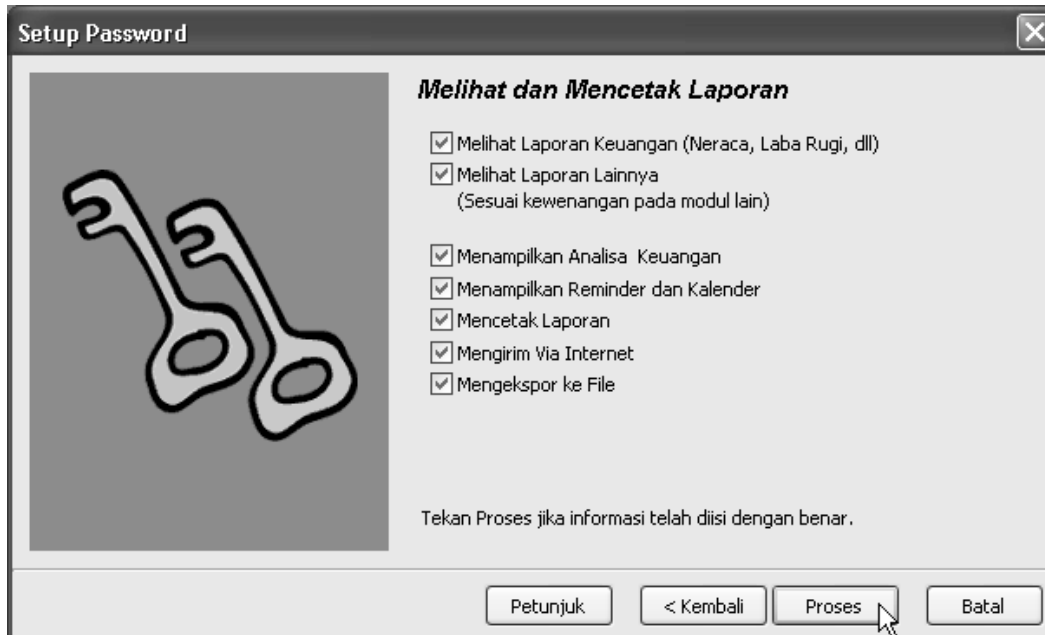 Setup Password
Melihat dan Mencetak Laporan
Melihat Laporan Keuangan (Neraca, Laba Rugi, dll)
Melihat Laporan Lainnya
(Sesuai kewenangan pada modul lain)
Menampilkan Analisa Keuangan
Menampilkan Reminder dan Kalender
Mencetak Laporan
Mengirim Via Internet
Mengekspor ke File
Tekan Proses jika informasi telah diisi dengan benar.
Petunjuk < Kembali Proses Batal